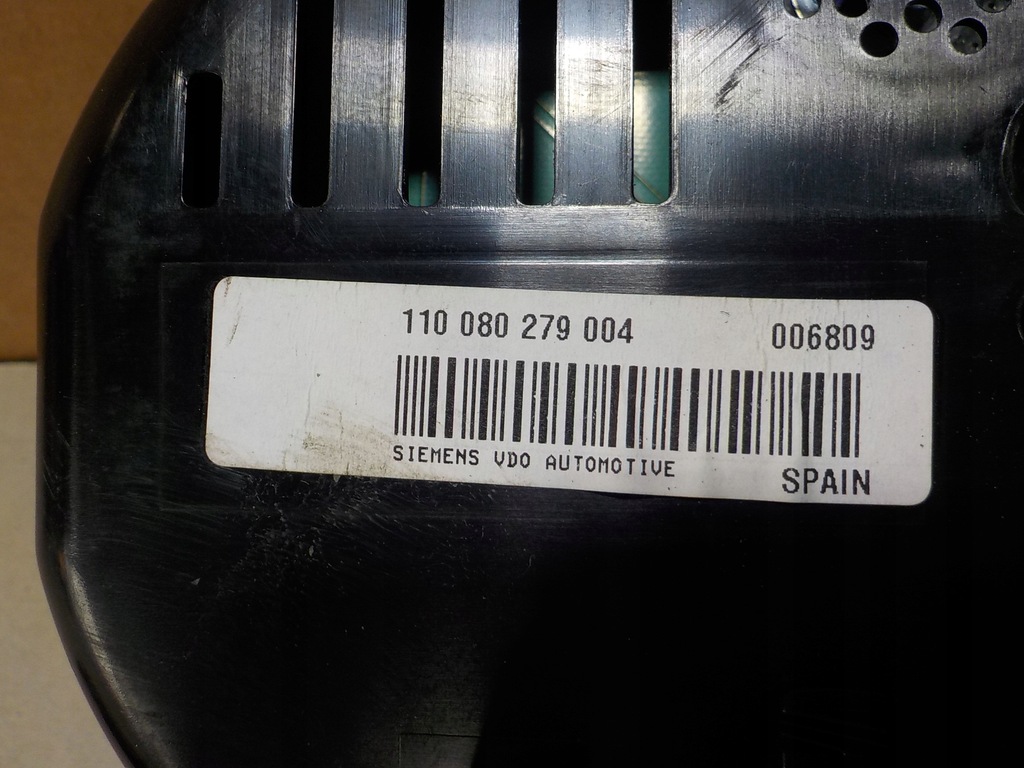 110 080 279 004 006809
SIEMENS VDO AUTOMOTIVE
SPAIN